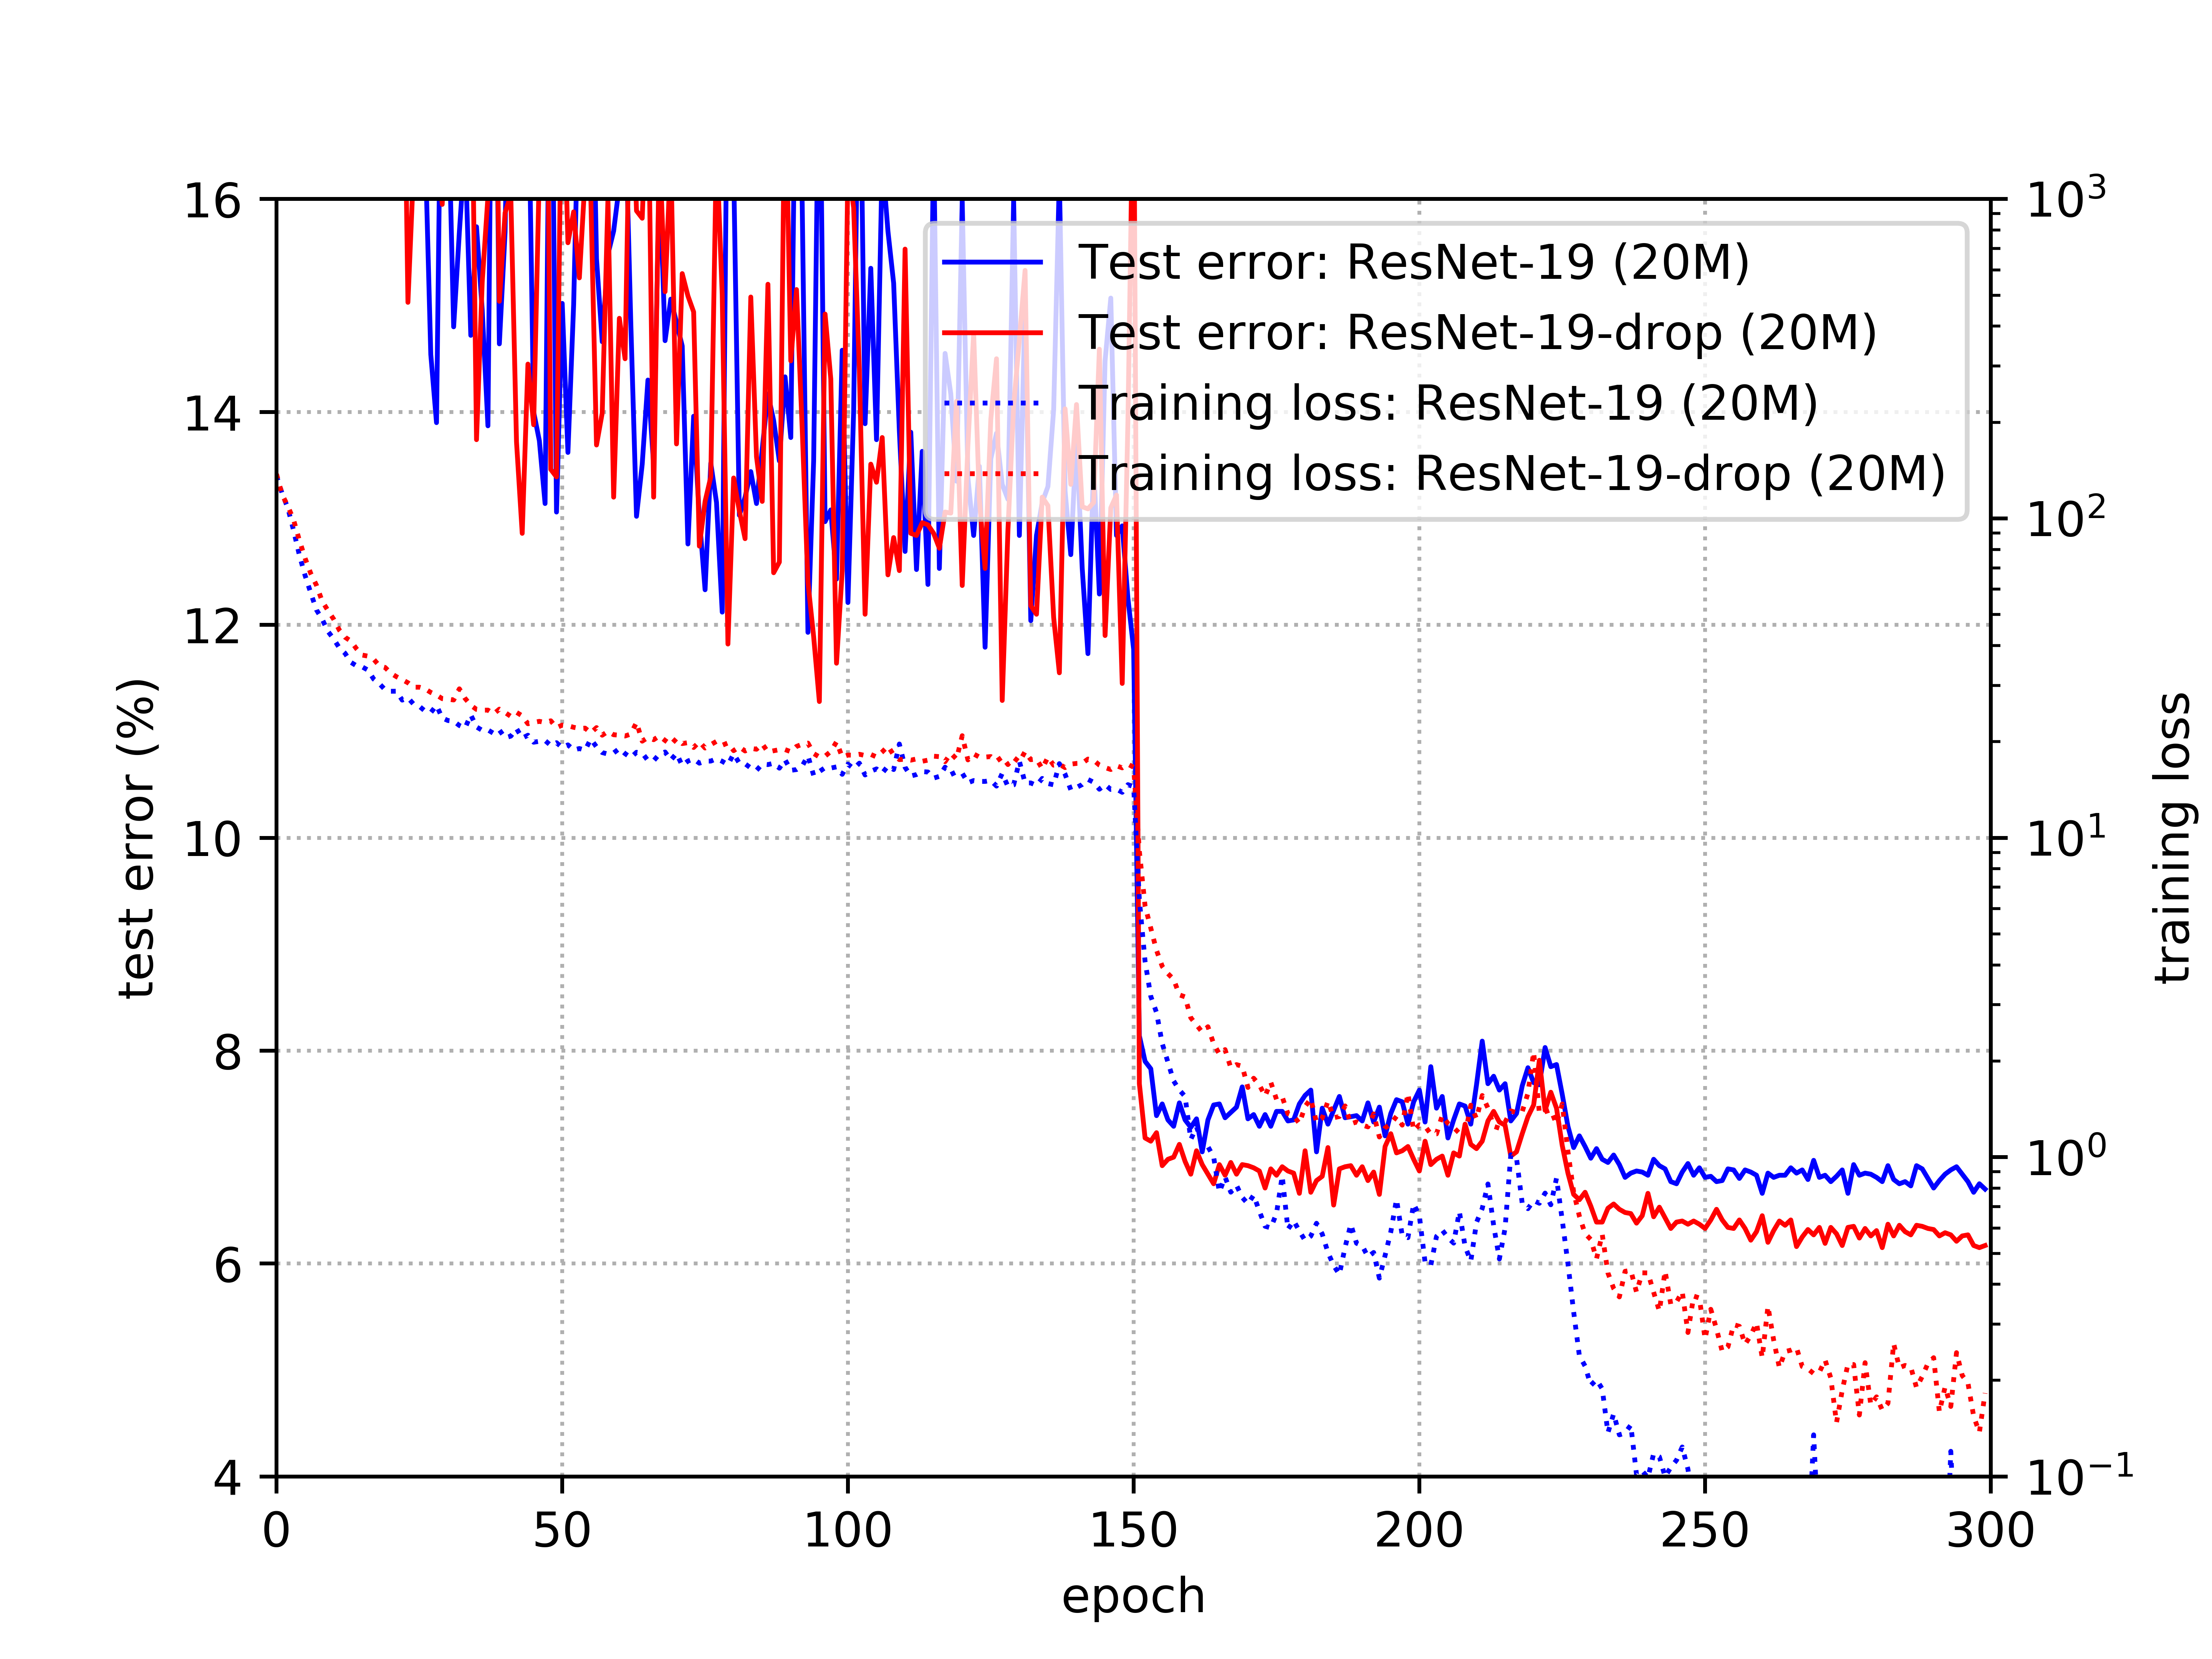 16
14
12
10
8
6
4
test error (%)
0
50
100
150
200
250
300
epoch
10³
10²
10¹
10⁰
10⁻¹
training loss
Test error: ResNet-19 (20M)
Test error: ResNet-19-drop (20M)
Training loss: ResNet-19 (20M)
Training loss: ResNet-19-drop (20M)